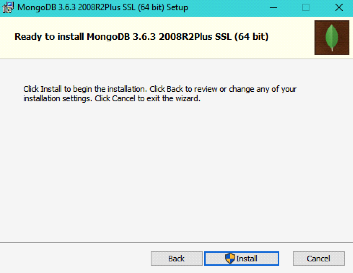 MongoDB 3.6.3 2008R2Plus SSL (64 bit) Setup
Ready to install MongoDB 3.6.3 2008R2Plus SSL (64 bit)
Click Install to begin the installation. Click Back to review or change any of your
installation settings. Click Cancel to exit the wizard.
Back Install Cancel